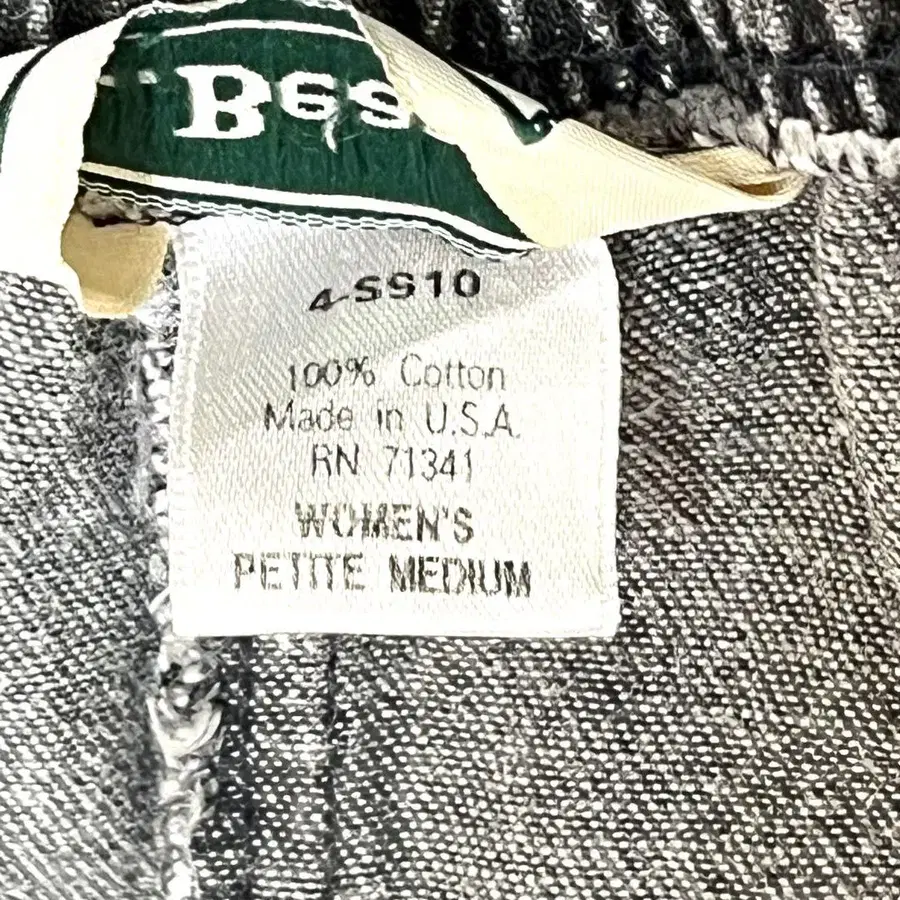 4-SS10
100% Cotton
Made in U.S.A.
RN 71341
WOMEN'S
PETITE MEDIUM